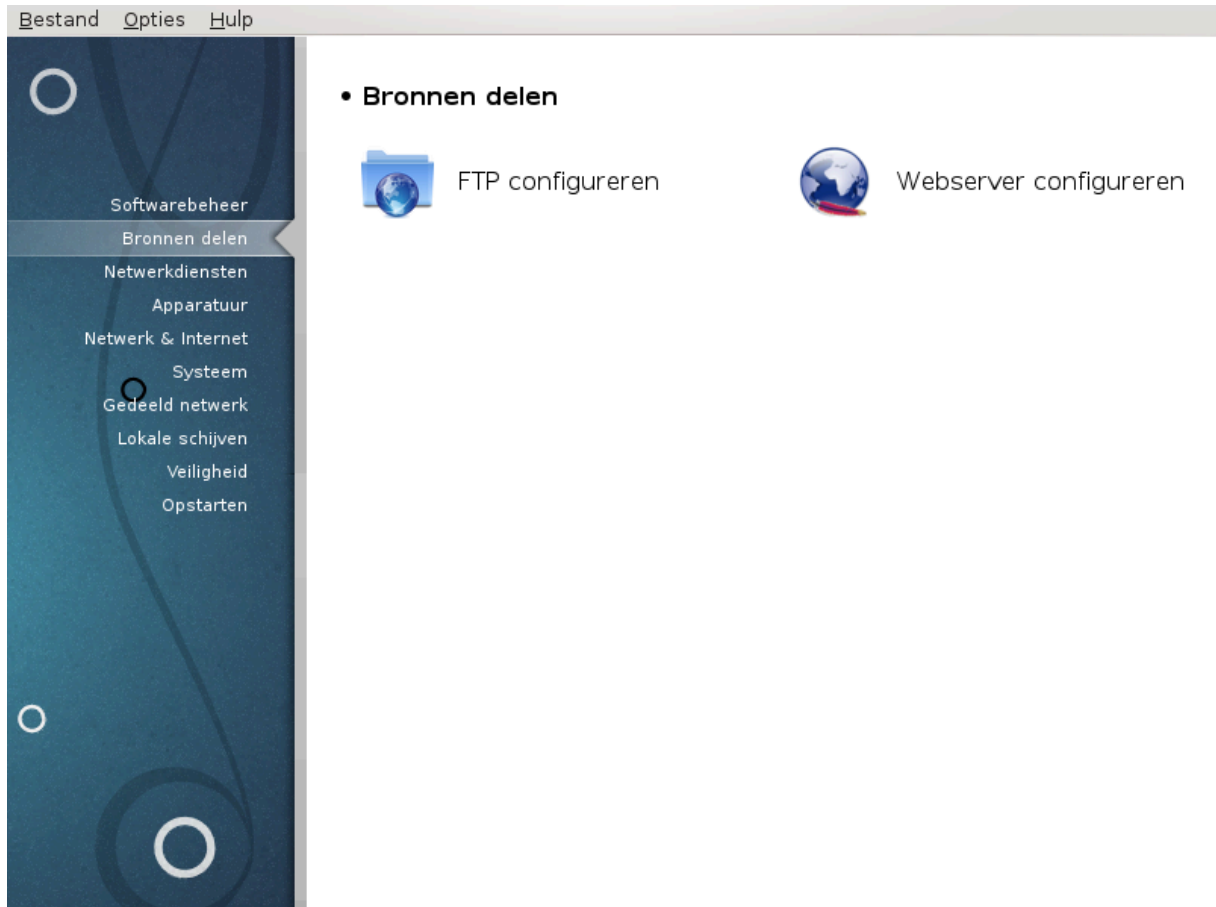 Bestand Opties Hulp
• Bronnen delen
FTP configureren
Webserver configureren
Softwarebeheer
Bronnen delen
Netwerkdiensten
Apparatuur
Netwerk & Internet
Systeem
Gedeeld netwerk
Lokale schijven
Veiligheid
Opstarten